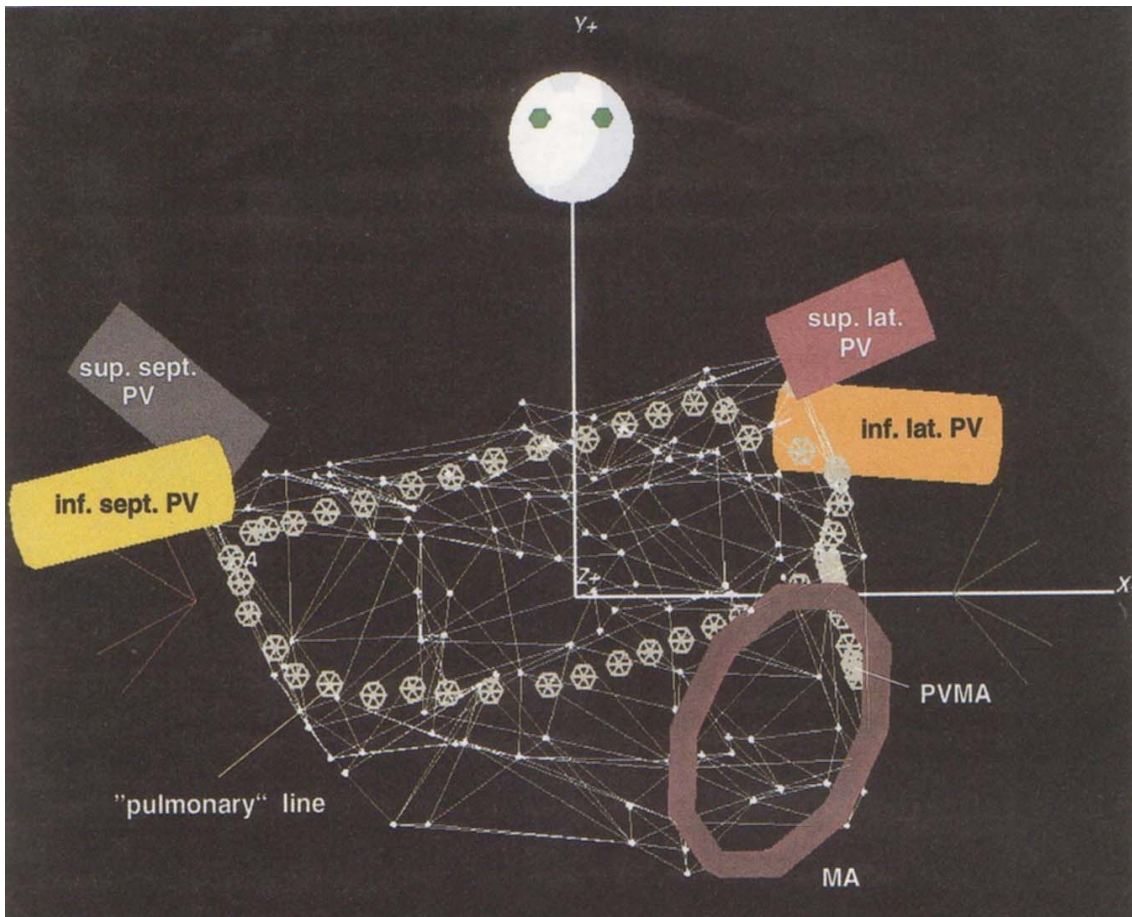 Y+
sup. lat.
PV
sup. sept.
PV
inf. lat. PV
inf. sept. PV
A
Z+
X
PVMA
"pulmonary“ line
MA